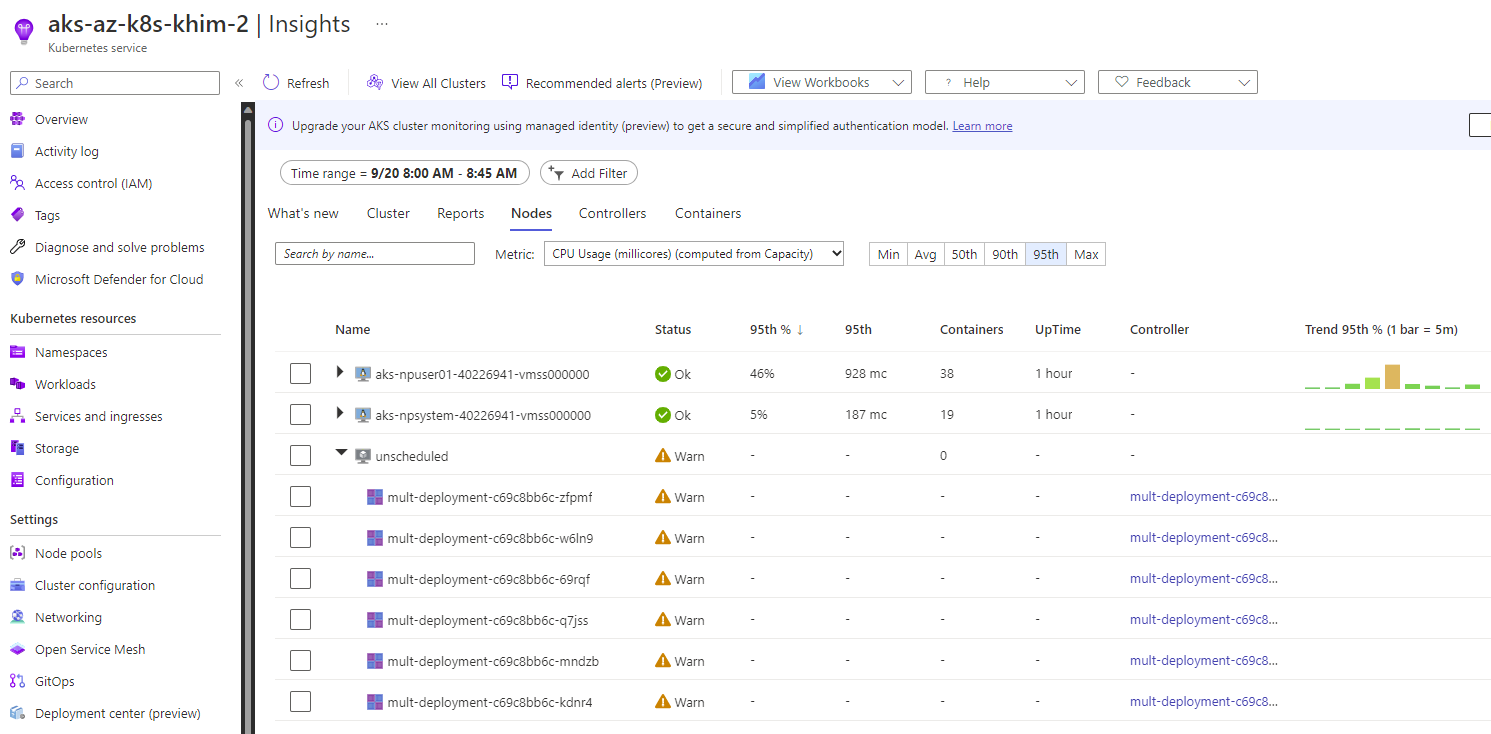 aks-az-k8s-khim-2 | Insights ...
Kubernetes service
Search
«
Refresh
View All Clusters
Recommended alerts (Preview)
View Workbooks
? Help
Feedback
Overview
Activity log
Access control (IAM)
Tags
Diagnose and solve problems
Microsoft Defender for Cloud
Kubernetes resources
Namespaces
Workloads
Services and ingresses
Storage
Configuration
Settings
Node pools
Cluster configuration
Networking
Open Service Mesh
GitOps
Deployment center (preview)
Upgrade your AKS cluster monitoring using managed identity (preview) to get a secure and simplified authentication model. Learn more
Time range = 9/20 8:00 AM - 8:45 AM
Add Filter
What's new Cluster Reports Nodes Controllers Containers
Search by name...
Metric: CPU Usage (millicores) (computed from Capacity)
Min Avg 50th 90th 95th Max
Name Status 95th % ↓ 95th Containers UpTime Controller Trend 95th % (1 bar = 5m)
aks-npuser01-40226941-vmss000000 Ok 46% 928 mc 38 1 hour -
aks-npsystem-40226941-vmss000000 Ok 5% 187 mc 19 1 hour -
unscheduled Warn - - 0 - -
mult-deployment-c69c8bb6c-zfpmf Warn - - - - mult-deployment-c69c8...
mult-deployment-c69c8bb6c-w6ln9 Warn - - - - mult-deployment-c69c8...
mult-deployment-c69c8bb6c-69rqf Warn - - - - mult-deployment-c69c8...
mult-deployment-c69c8bb6c-q7jss Warn - - - - mult-deployment-c69c8...
mult-deployment-c69c8bb6c-mndzb Warn - - - - mult-deployment-c69c8...
mult-deployment-c69c8bb6c-kdnr4 Warn - - - - mult-deployment-c69c8...